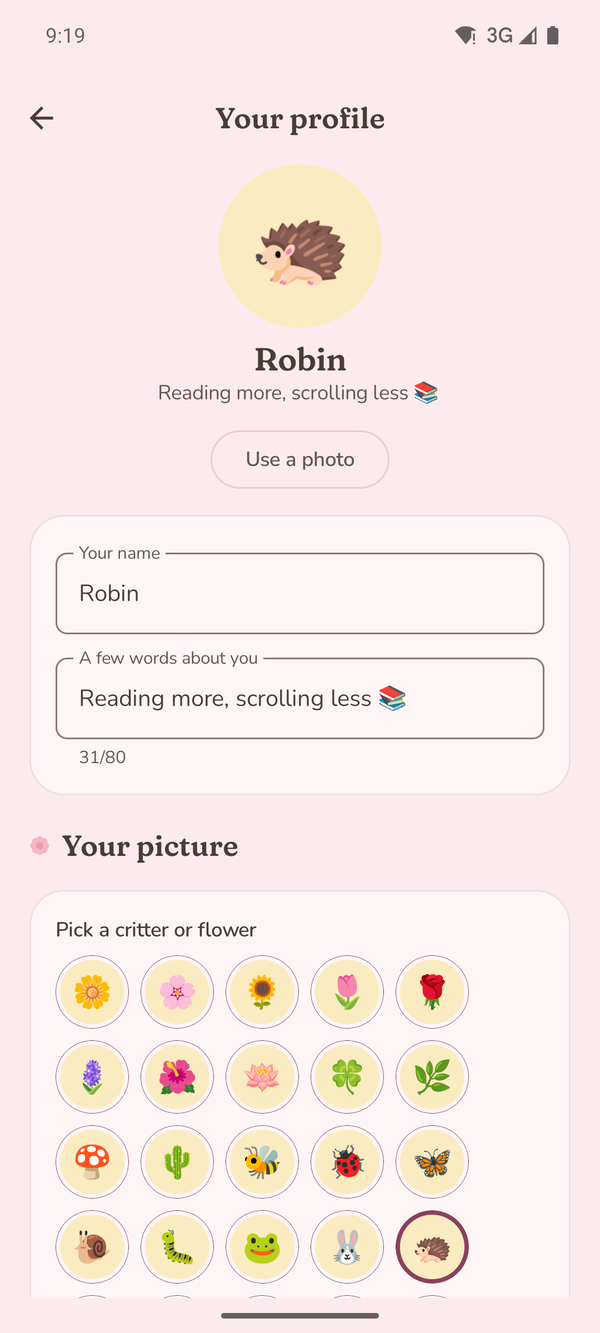 9:19
3G
Your profile
Robin
Reading more, scrolling less 📚
Use a photo
Your name
Robin
A few words about you
Reading more, scrolling less 📚
31/80
Your picture
Pick a critter or flower